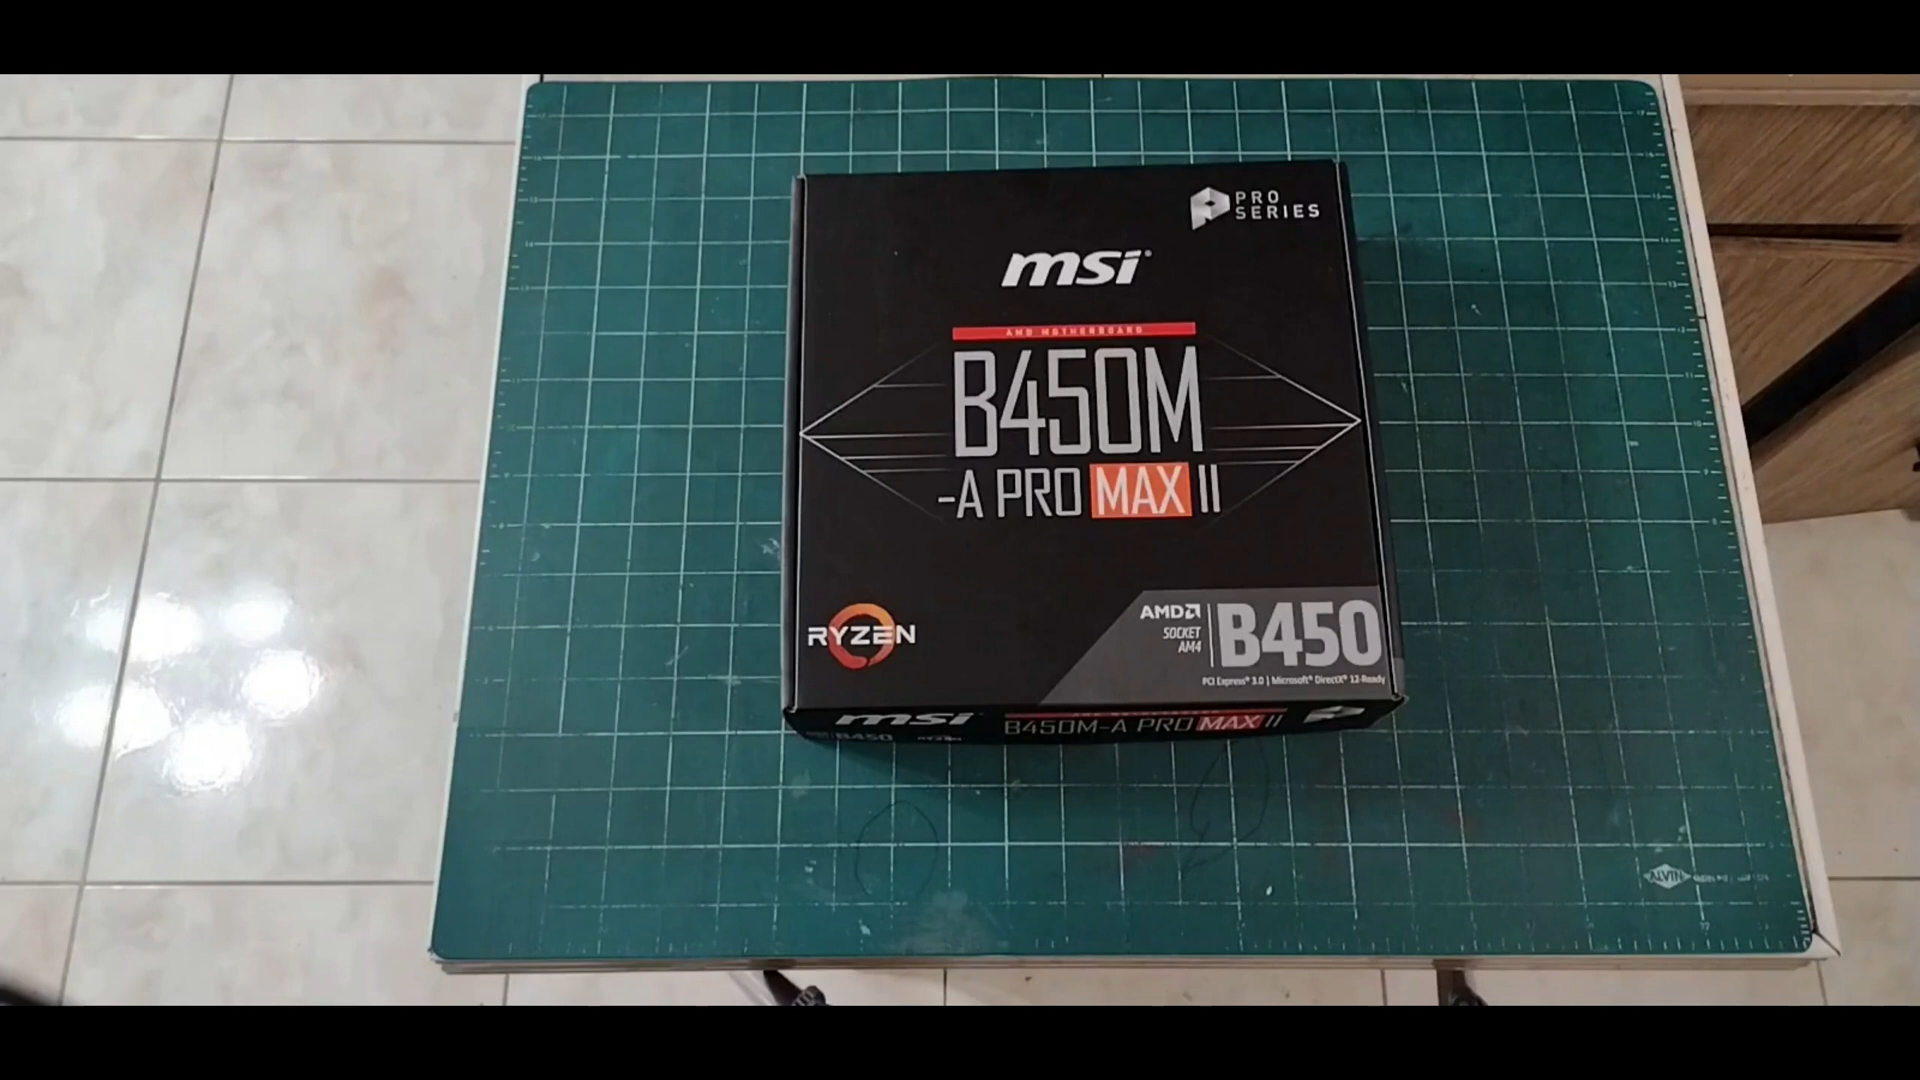 PRO
SERIES
msi
AMD MOTHERBOARD
B450M
-A PRO MAX II
RYZEN
AMD
SOCKET
AM4
B450
PCI Express® 3.0 | Microsoft® DirectX® 12-Ready
msi
B450M-A PRO MAX II
B450
RYZEN